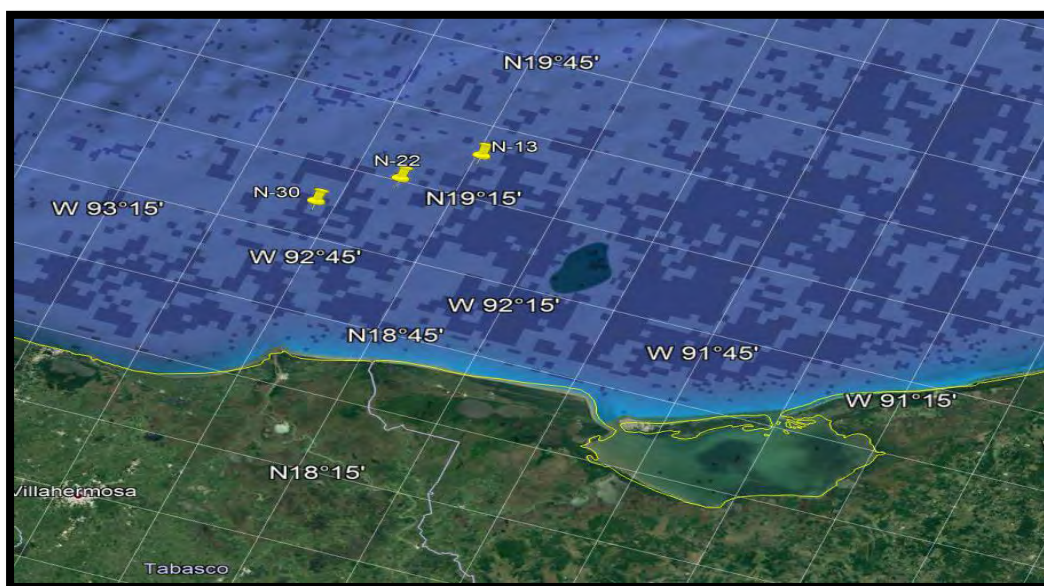 N19°45'
N-13
N-22
N-30
N19°15'
W 93°15'
W 92°45'
W 92°15'
N18°45'
W 91°45'
W 91°15'
N18°15'
Villahermosa
Tabasco